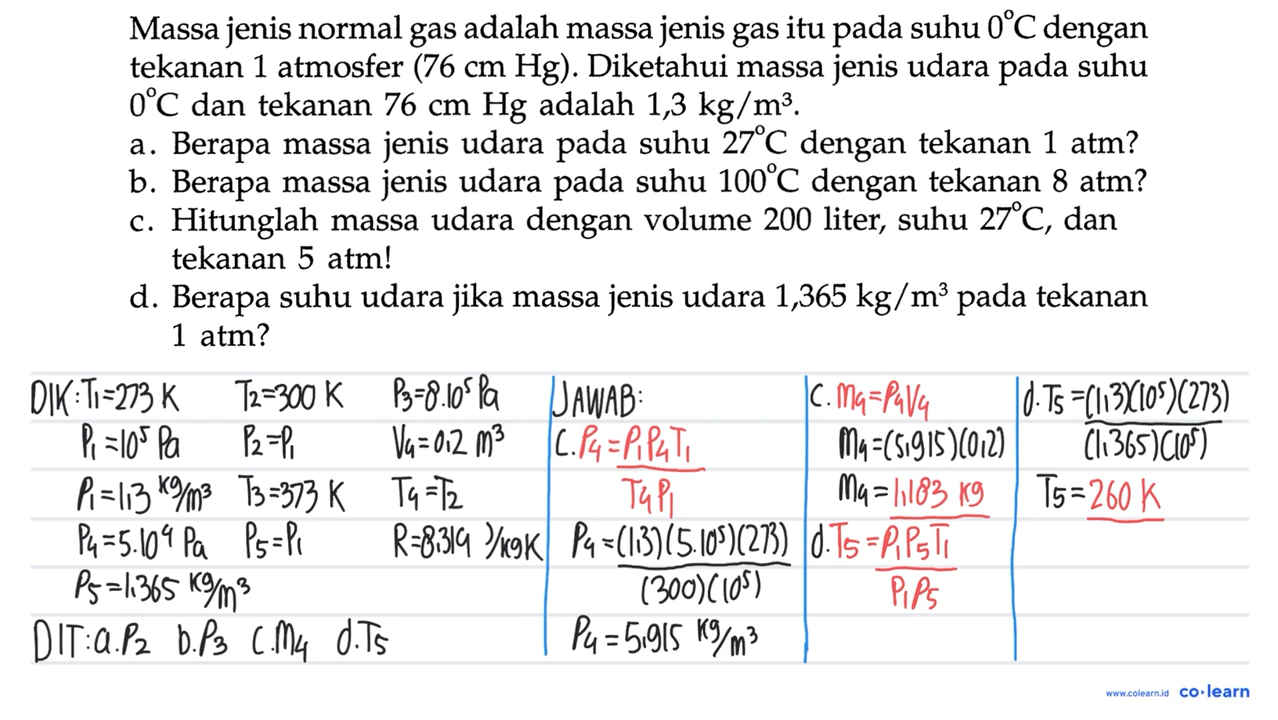 Massa jenis normal gas adalah massa jenis gas itu pada suhu 0°C dengan
tekanan 1 atmosfer (76 cm Hg). Diketahui massa jenis udara pada suhu
0°C dan tekanan 76 cm Hg adalah 1,3 kg/m³.
a. Berapa massa jenis udara pada suhu 27°C dengan tekanan 1 atm?
b. Berapa massa jenis udara pada suhu 100°C dengan tekanan 8 atm?
c. Hitunglah massa udara dengan volume 200 liter, suhu 27°C, dan
tekanan 5 atm!
d. Berapa suhu udara jika massa jenis udara 1,365 kg/m³ pada tekanan
1 atm?
DIK: T₁=273 K T₂=300 K P₃=8.10⁵ Pa
P₁=10⁵ Pa P₂=P₁ V₄=0,2 m³
ρ₁=1,3 kg/m³ T₃=373 K T₄=T₂
P₄=5.10⁴ Pa P₅=P₁ R=8,314 J/kgK
ρ₅=1,365 kg/m³
DIT: a.ρ₂ b.ρ₃ c.M₄ d.T₅
JAWAB:
C. ρ₄=ρ₁P₄T₁
T₄P₁
ρ₄=(1,3)(5.10⁵)(273)
(300)(10⁵)
ρ₄=5,915 kg/m³
C. M₄=ρ₄V₄
M₄=(5,915)(0,2)
M₄=1,183 kg
d. T₅=ρ₁P₅T₁
P₁ρ₅
d. T₅=(1,3)(10⁵)(273)
(1,365)(10⁵)
T₅=260 K
www.colearn.id co·learn